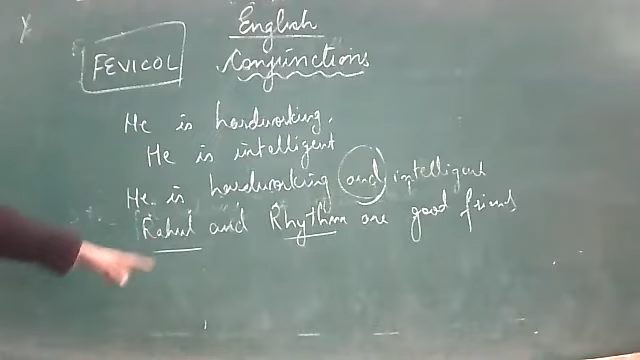 English
FEVICOL Conjunctions
He is hardworking.
He is intelligent
He is hardworking and intelligent
Rahul and Rhythm are good friends